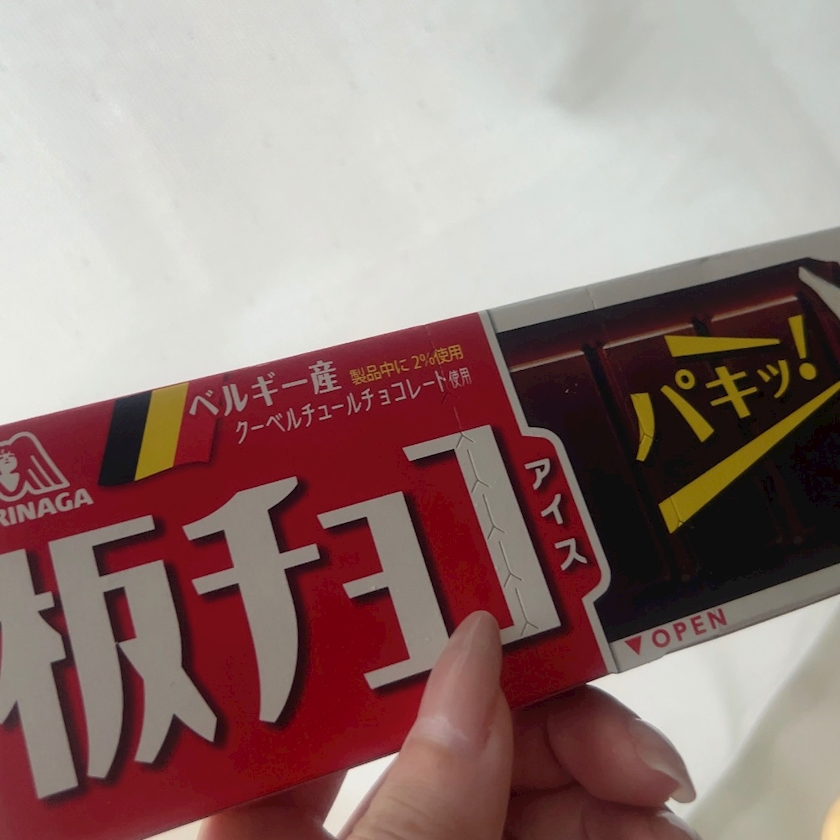 ベルギー産 製品中に2%使用
クーベルチュールチョコレート使用
RINAGA
板チョコ
アイス
パキッ!
▼OPEN